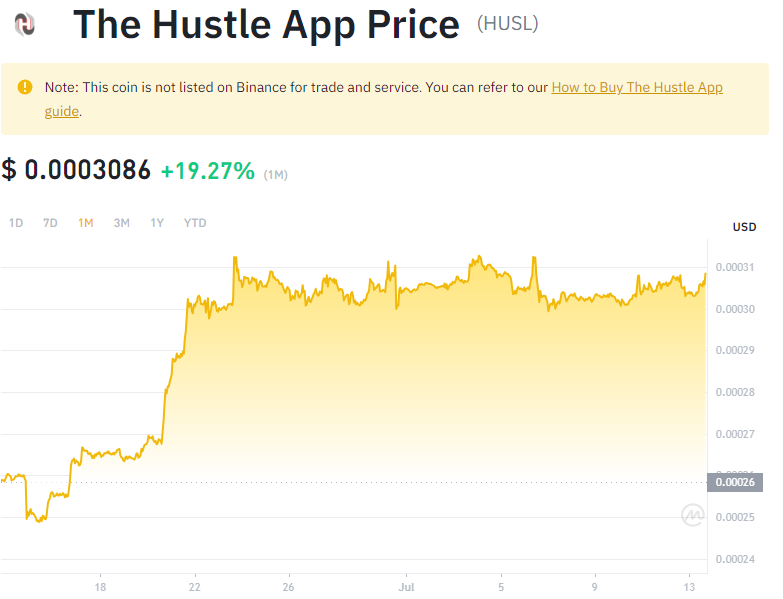 The Hustle App Price (HUSL)
Note: This coin is not listed on Binance for trade and service. You can refer to our How to Buy The Hustle App
guide.
$ 0.0003086 +19.27% (1M)
1D 7D 1M 3M 1Y YTD
USD
0.00031
0.00030
0.00029
0.00028
0.00027
0.00026
0.00026
0.00025
0.00024
18 22 26 Jul 5 9 13